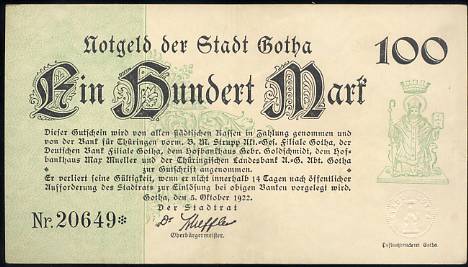 Notgeld der Stadt Gotha
100
Ein Hundert Mark
Dieser Gutschein wird von allen städtischen Kassen in Zahlung genommen und
von der Bank für Thüringen vorm. B. M. Strupp Akt.-Ges. Filiale Gotha, der
Deutschen Bank Filiale Gotha, dem Hofbankhaus Gebr. Goldschmidt, dem Hof-
bankhaus Max Mueller und der Thüringischen Landesbank A.-G. Abt. Gotha
zur Gutschrift angenommen.
Er verliert seine Gültigkeit, wenn er nicht innerhalb 14 Tagen nach öffentlicher
Aufforderung des Stadtrats zur Einlösung bei obigen Banken vorgelegt wird.
Gotha, den 5. Oktober 1922.
Der Stadtrat
Nr. 20649*
Dr. Scheffler
Oberbürgermeister.
Gotha.